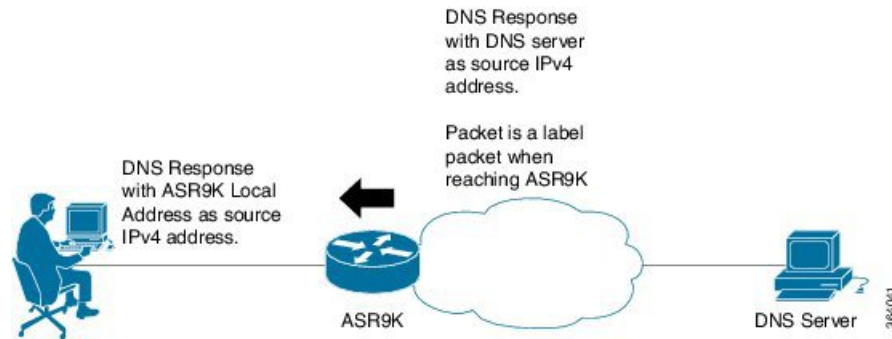 DNS Response
with DNS server
as source IPv4
address.
Packet is a label
packet when
reaching ASR9K
DNS Response
with ASR9K Local
Address as source
IPv4 address.
ASR9K
DNS Server
364061